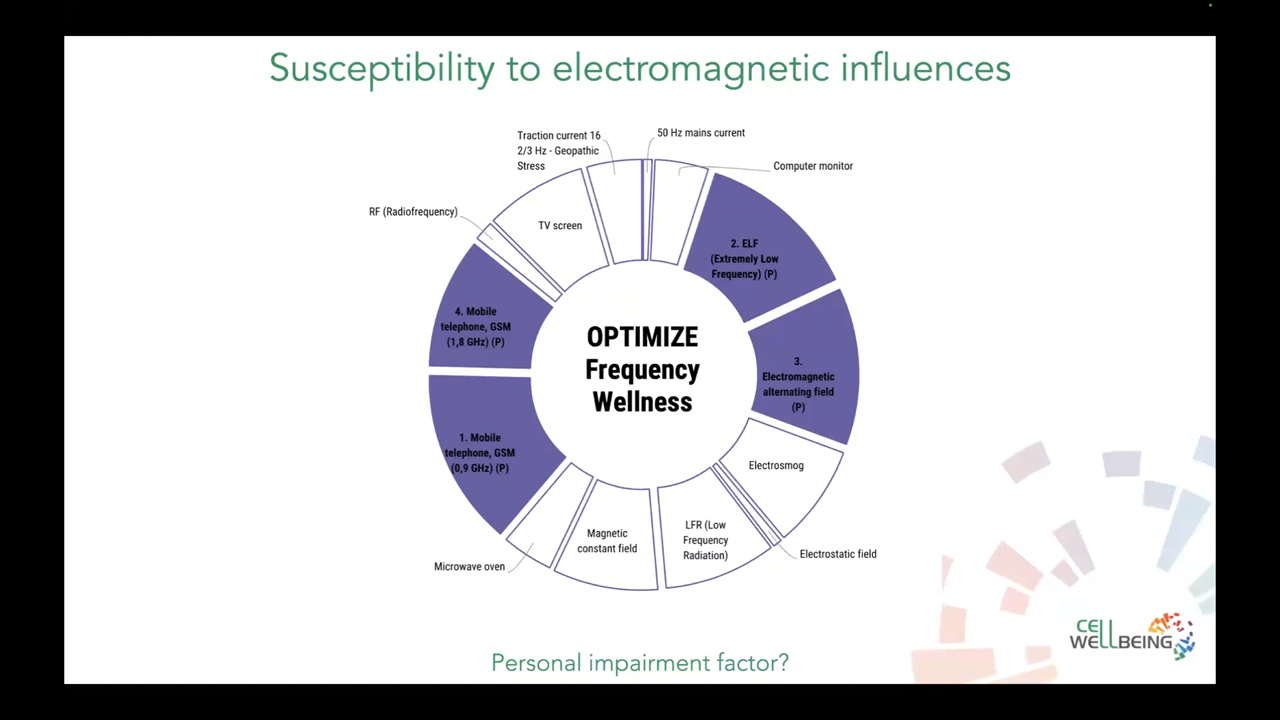 Susceptibility to electromagnetic influences
Traction current 16
2/3 Hz - Geopathic
Stress
50 Hz mains current
Computer monitor
RF (Radiofrequency)
TV screen
2. ELF
(Extremely Low
Frequency) (P)
4. Mobile
telephone, GSM
(1,8 GHz) (P)
OPTIMIZE
Frequency
Wellness
3.
Electromagnetic
alternating field
(P)
1. Mobile
telephone, GSM
(0,9 GHz) (P)
Electrosmog
Magnetic
constant field
LFR (Low
Frequency
Radiation)
Electrostatic field
Microwave oven
CELL
WELLBEING
Personal impairment factor?